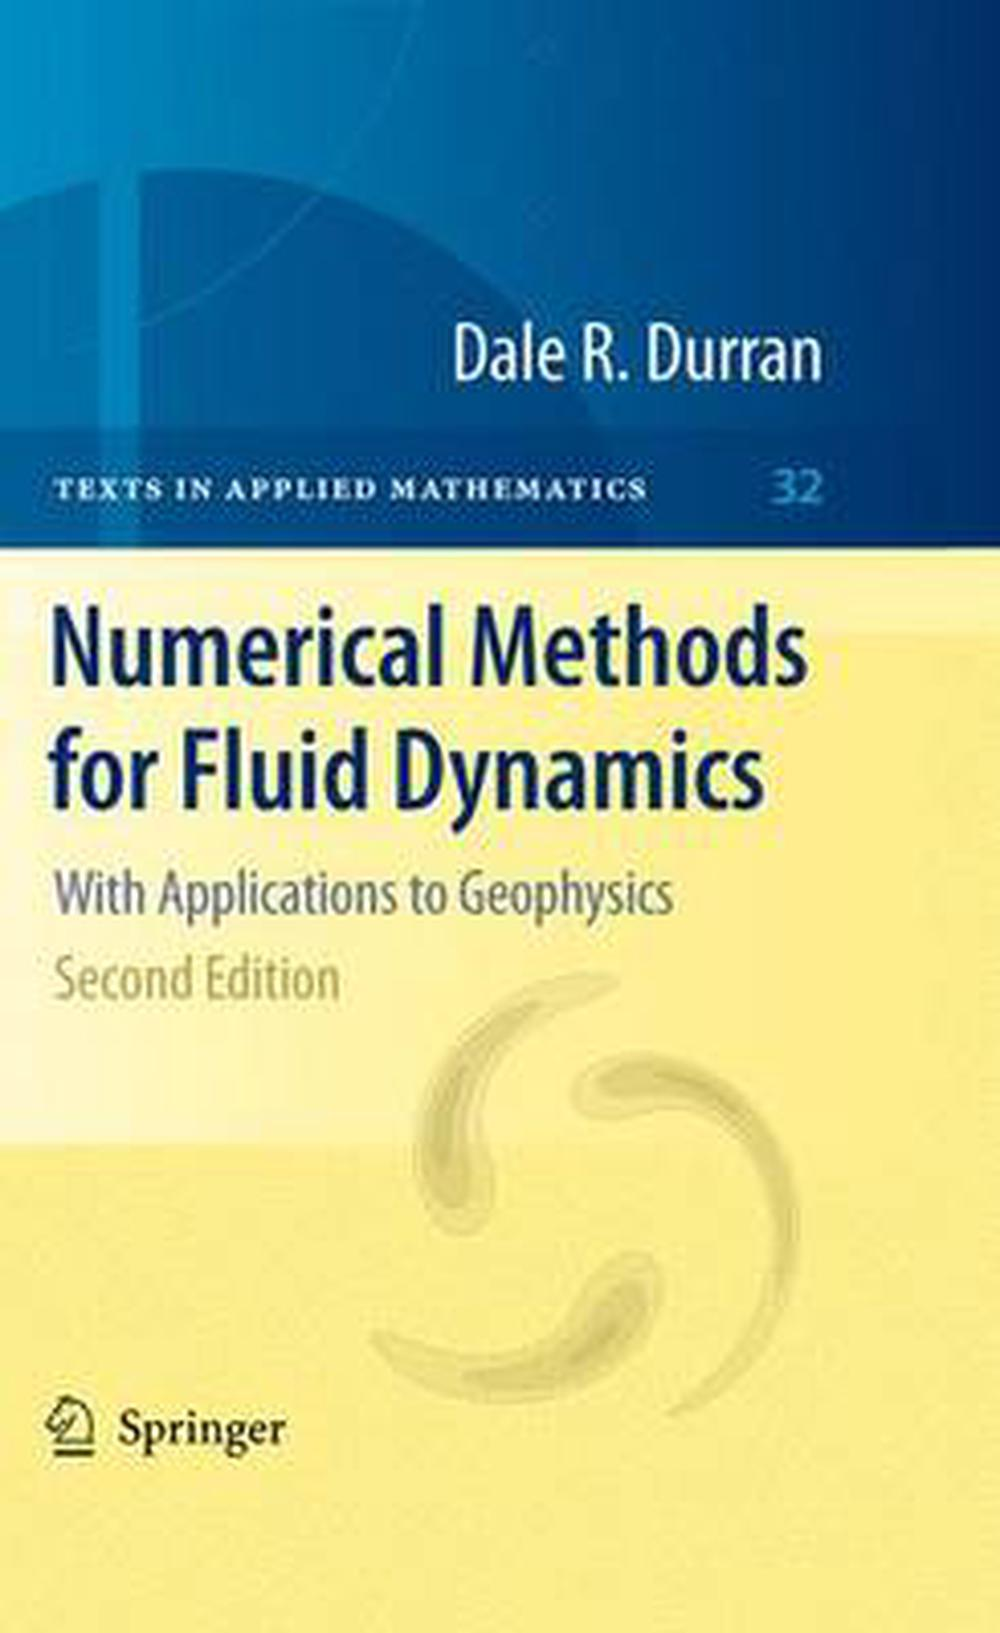 Dale R. Durran
TEXTS IN APPLIED MATHEMATICS 32
Numerical Methods
for Fluid Dynamics
With Applications to Geophysics
Second Edition
Springer